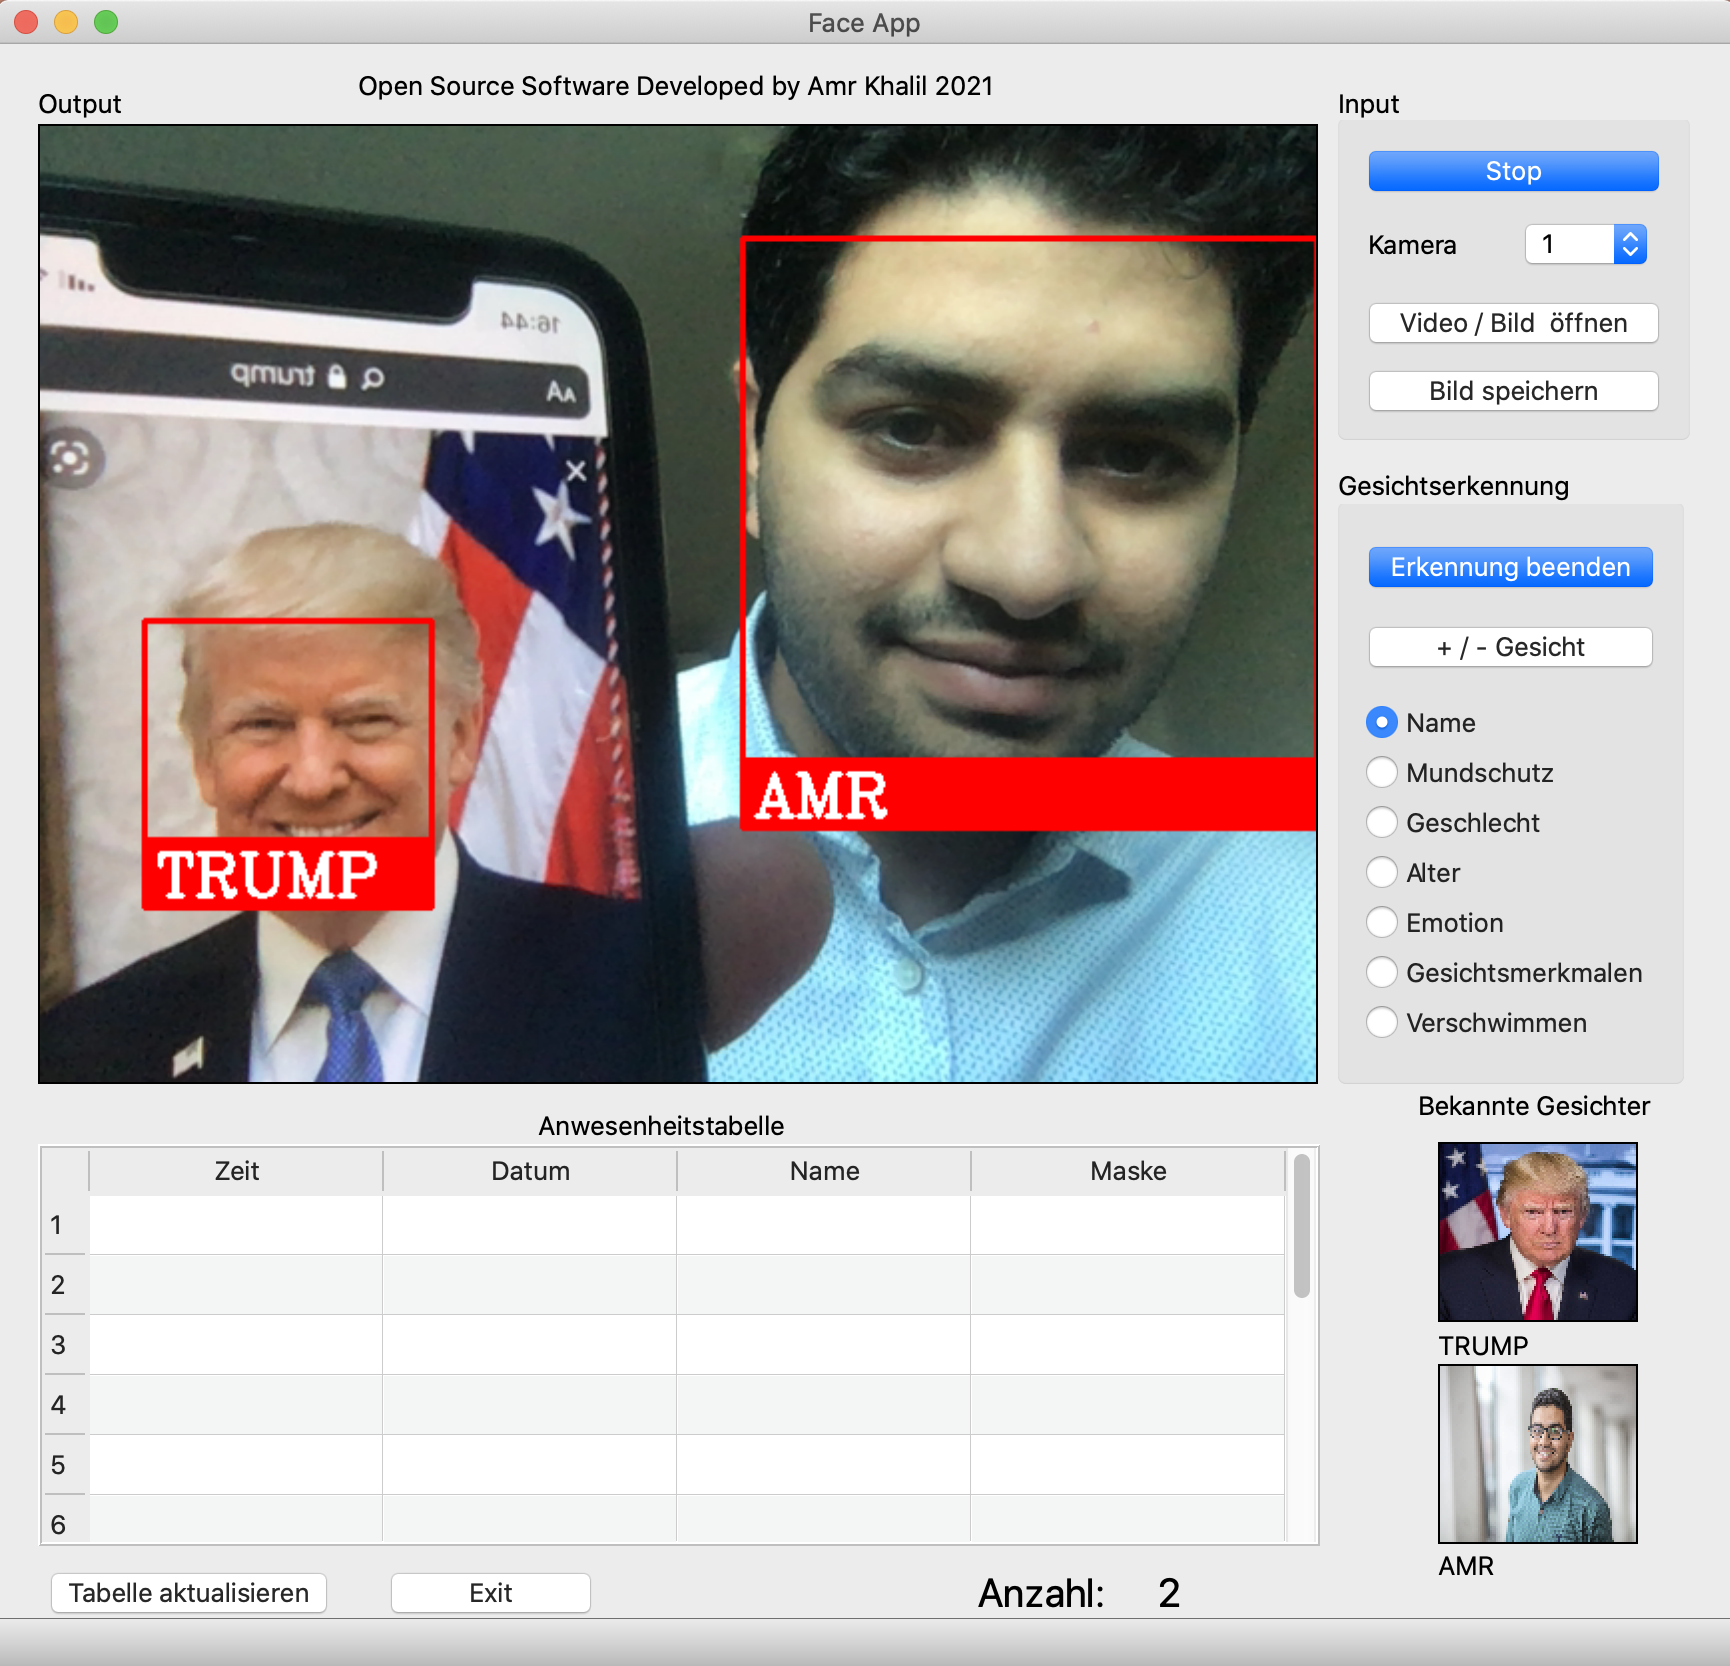 Face App
Open Source Software Developed by Amr Khalil 2021
Output
16:44
trump
AA
TRUMP
AMR
Input
Stop
Kamera 1
Video / Bild öffnen
Bild speichern
Gesichtserkennung
Erkennung beenden
+ / - Gesicht
Name
Mundschutz
Geschlecht
Alter
Emotion
Gesichtsmerkmalen
Verschwimmen
Bekannte Gesichter
TRUMP
AMR
Anwesenheitstabelle
Zeit Datum Name Maske
1
2
3
4
5
6
Tabelle aktualisieren Exit Anzahl: 2